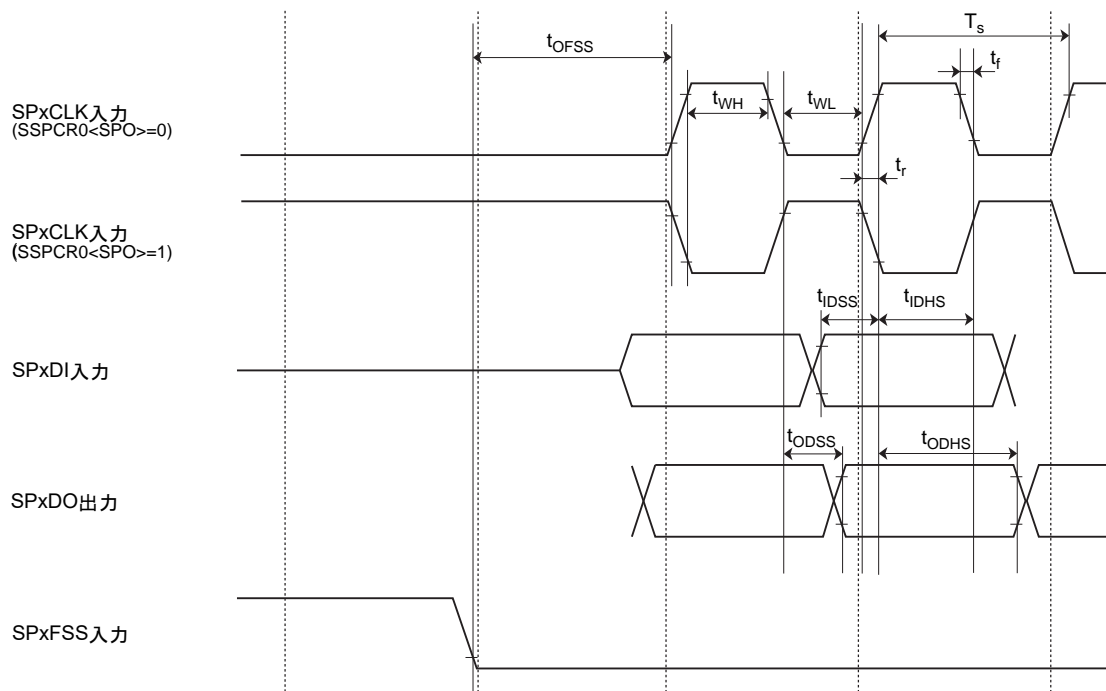 T_s
t_OFSS
t_f
SPxCLK入力
(SSPCR0<SPO>=0)
t_WH
t_WL
t_r
SPxCLK入力
(SSPCR0<SPO>=1)
t_IDSS
t_IDHS
SPxDI入力
t_ODSS
t_ODHS
SPxDO出力
SPxFSS入力